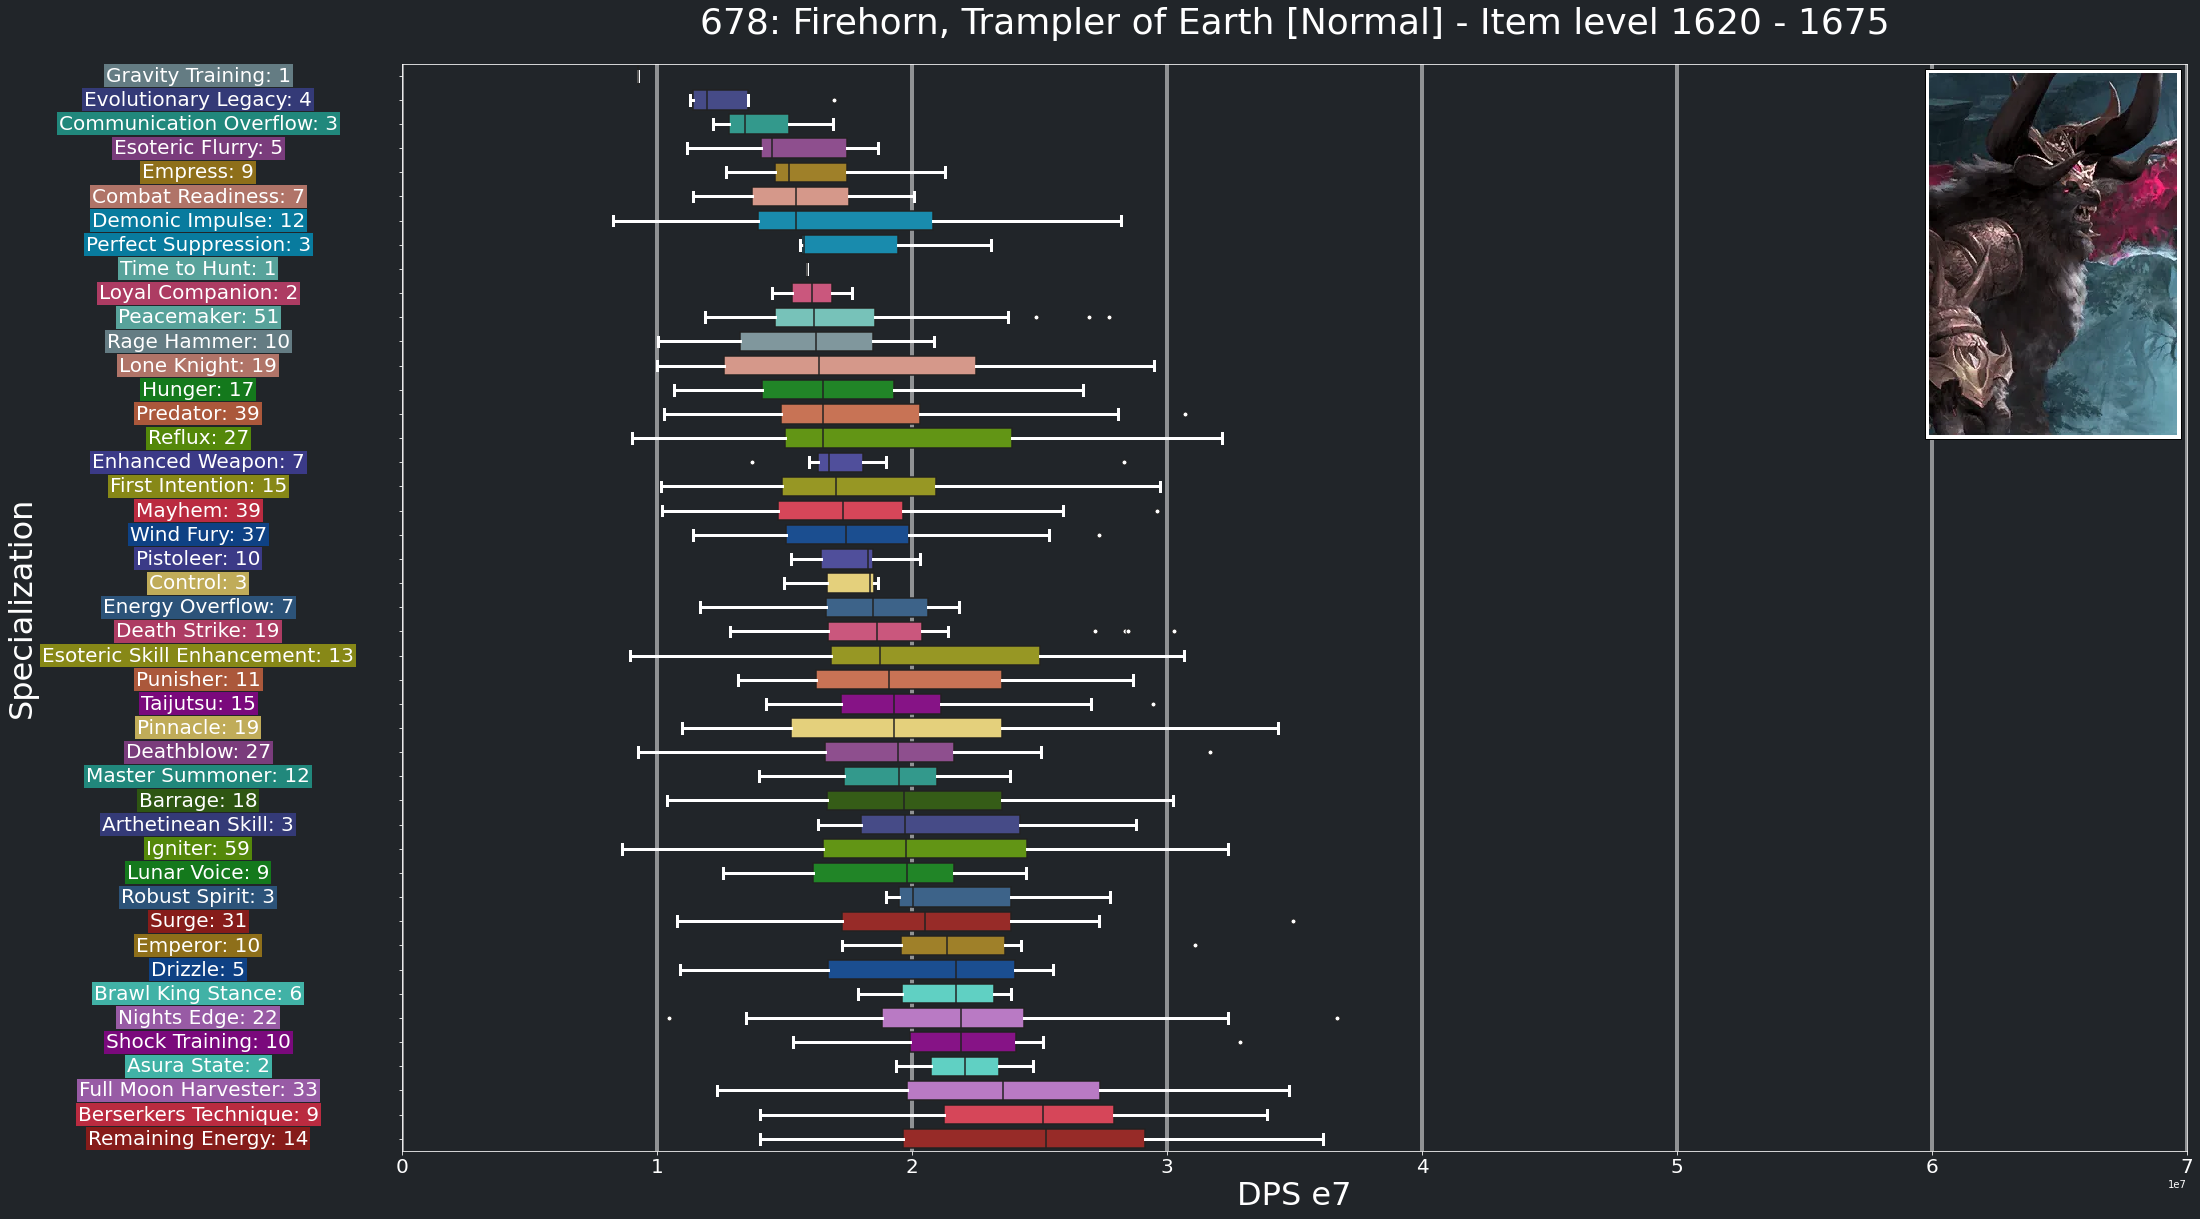 678: Firehorn, Trampler of Earth [Normal] - Item level 1620 - 1675
Gravity Training: 1
Evolutionary Legacy: 4
Communication Overflow: 3
Esoteric Flurry: 5
Empress: 9
Combat Readiness: 7
Demonic Impulse: 12
Perfect Suppression: 3
Time to Hunt: 1
Loyal Companion: 2
Peacemaker: 51
Rage Hammer: 10
Lone Knight: 19
Hunger: 17
Predator: 39
Reflux: 27
Enhanced Weapon: 7
First Intention: 15
Mayhem: 39
Wind Fury: 37
Pistoleer: 10
Control: 3
Energy Overflow: 7
Death Strike: 19
Esoteric Skill Enhancement: 13
Punisher: 11
Taijutsu: 15
Pinnacle: 19
Deathblow: 27
Master Summoner: 12
Barrage: 18
Arthetinean Skill: 3
Igniter: 59
Lunar Voice: 9
Robust Spirit: 3
Surge: 31
Emperor: 10
Drizzle: 5
Brawl King Stance: 6
Nights Edge: 22
Shock Training: 10
Asura State: 2
Full Moon Harvester: 33
Berserkers Technique: 9
Remaining Energy: 14
Specialization
0 1 2 3 4 5 6 7
1e7
DPS e7